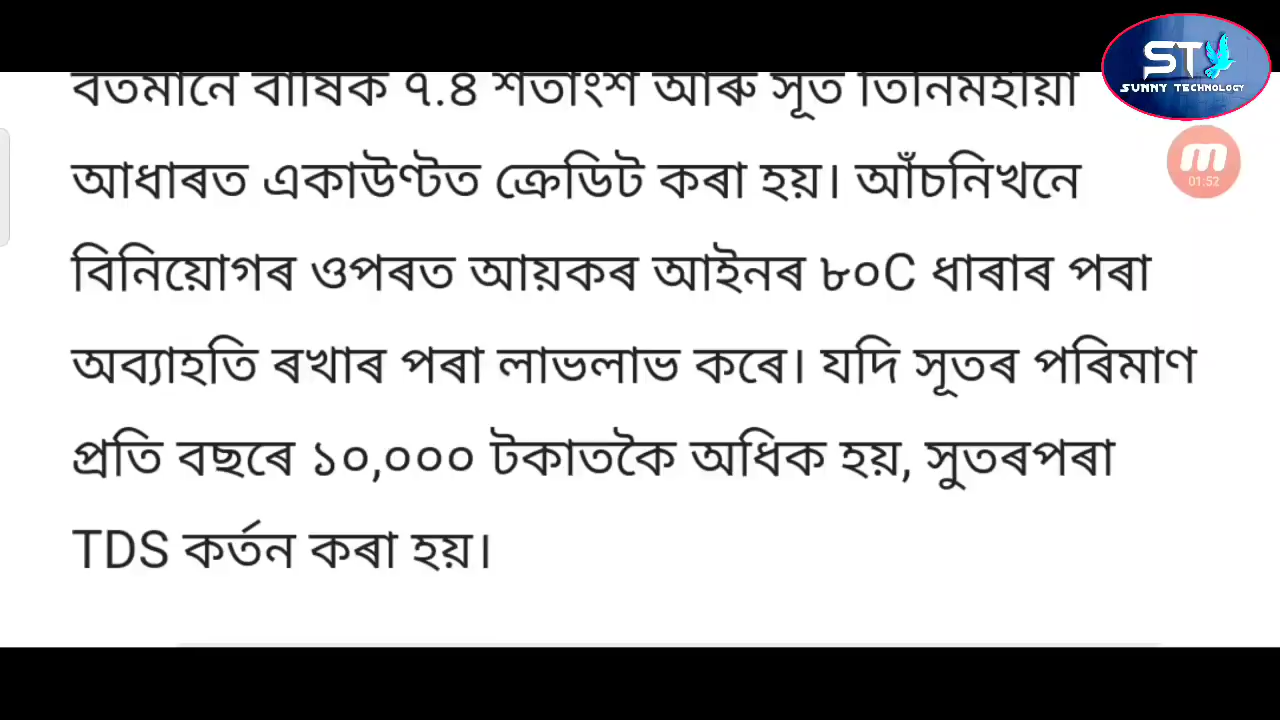 বর্তমানে বার্ষিক ৭.৪ শতাংশ আৰু সূত তিনিমহীয়া
আধাৰত একাউণ্টত ক্ৰেডিট কৰা হয়। আঁচনিখনে
বিনিয়োগৰ ওপৰত আয়কৰ আইনৰ ৮০C ধাৰাৰ পৰা
অব্যাহতি ৰখাৰ পৰা লাভলাভ কৰে। যদি সূতৰ পৰিমাণ
প্ৰতি বছৰে ১০,০০০ টকাতকৈ অধিক হয়, সুতৰপৰা
TDS কৰ্তন কৰা হয়।
ST
SUNNY TECHNOLOGY
01:52